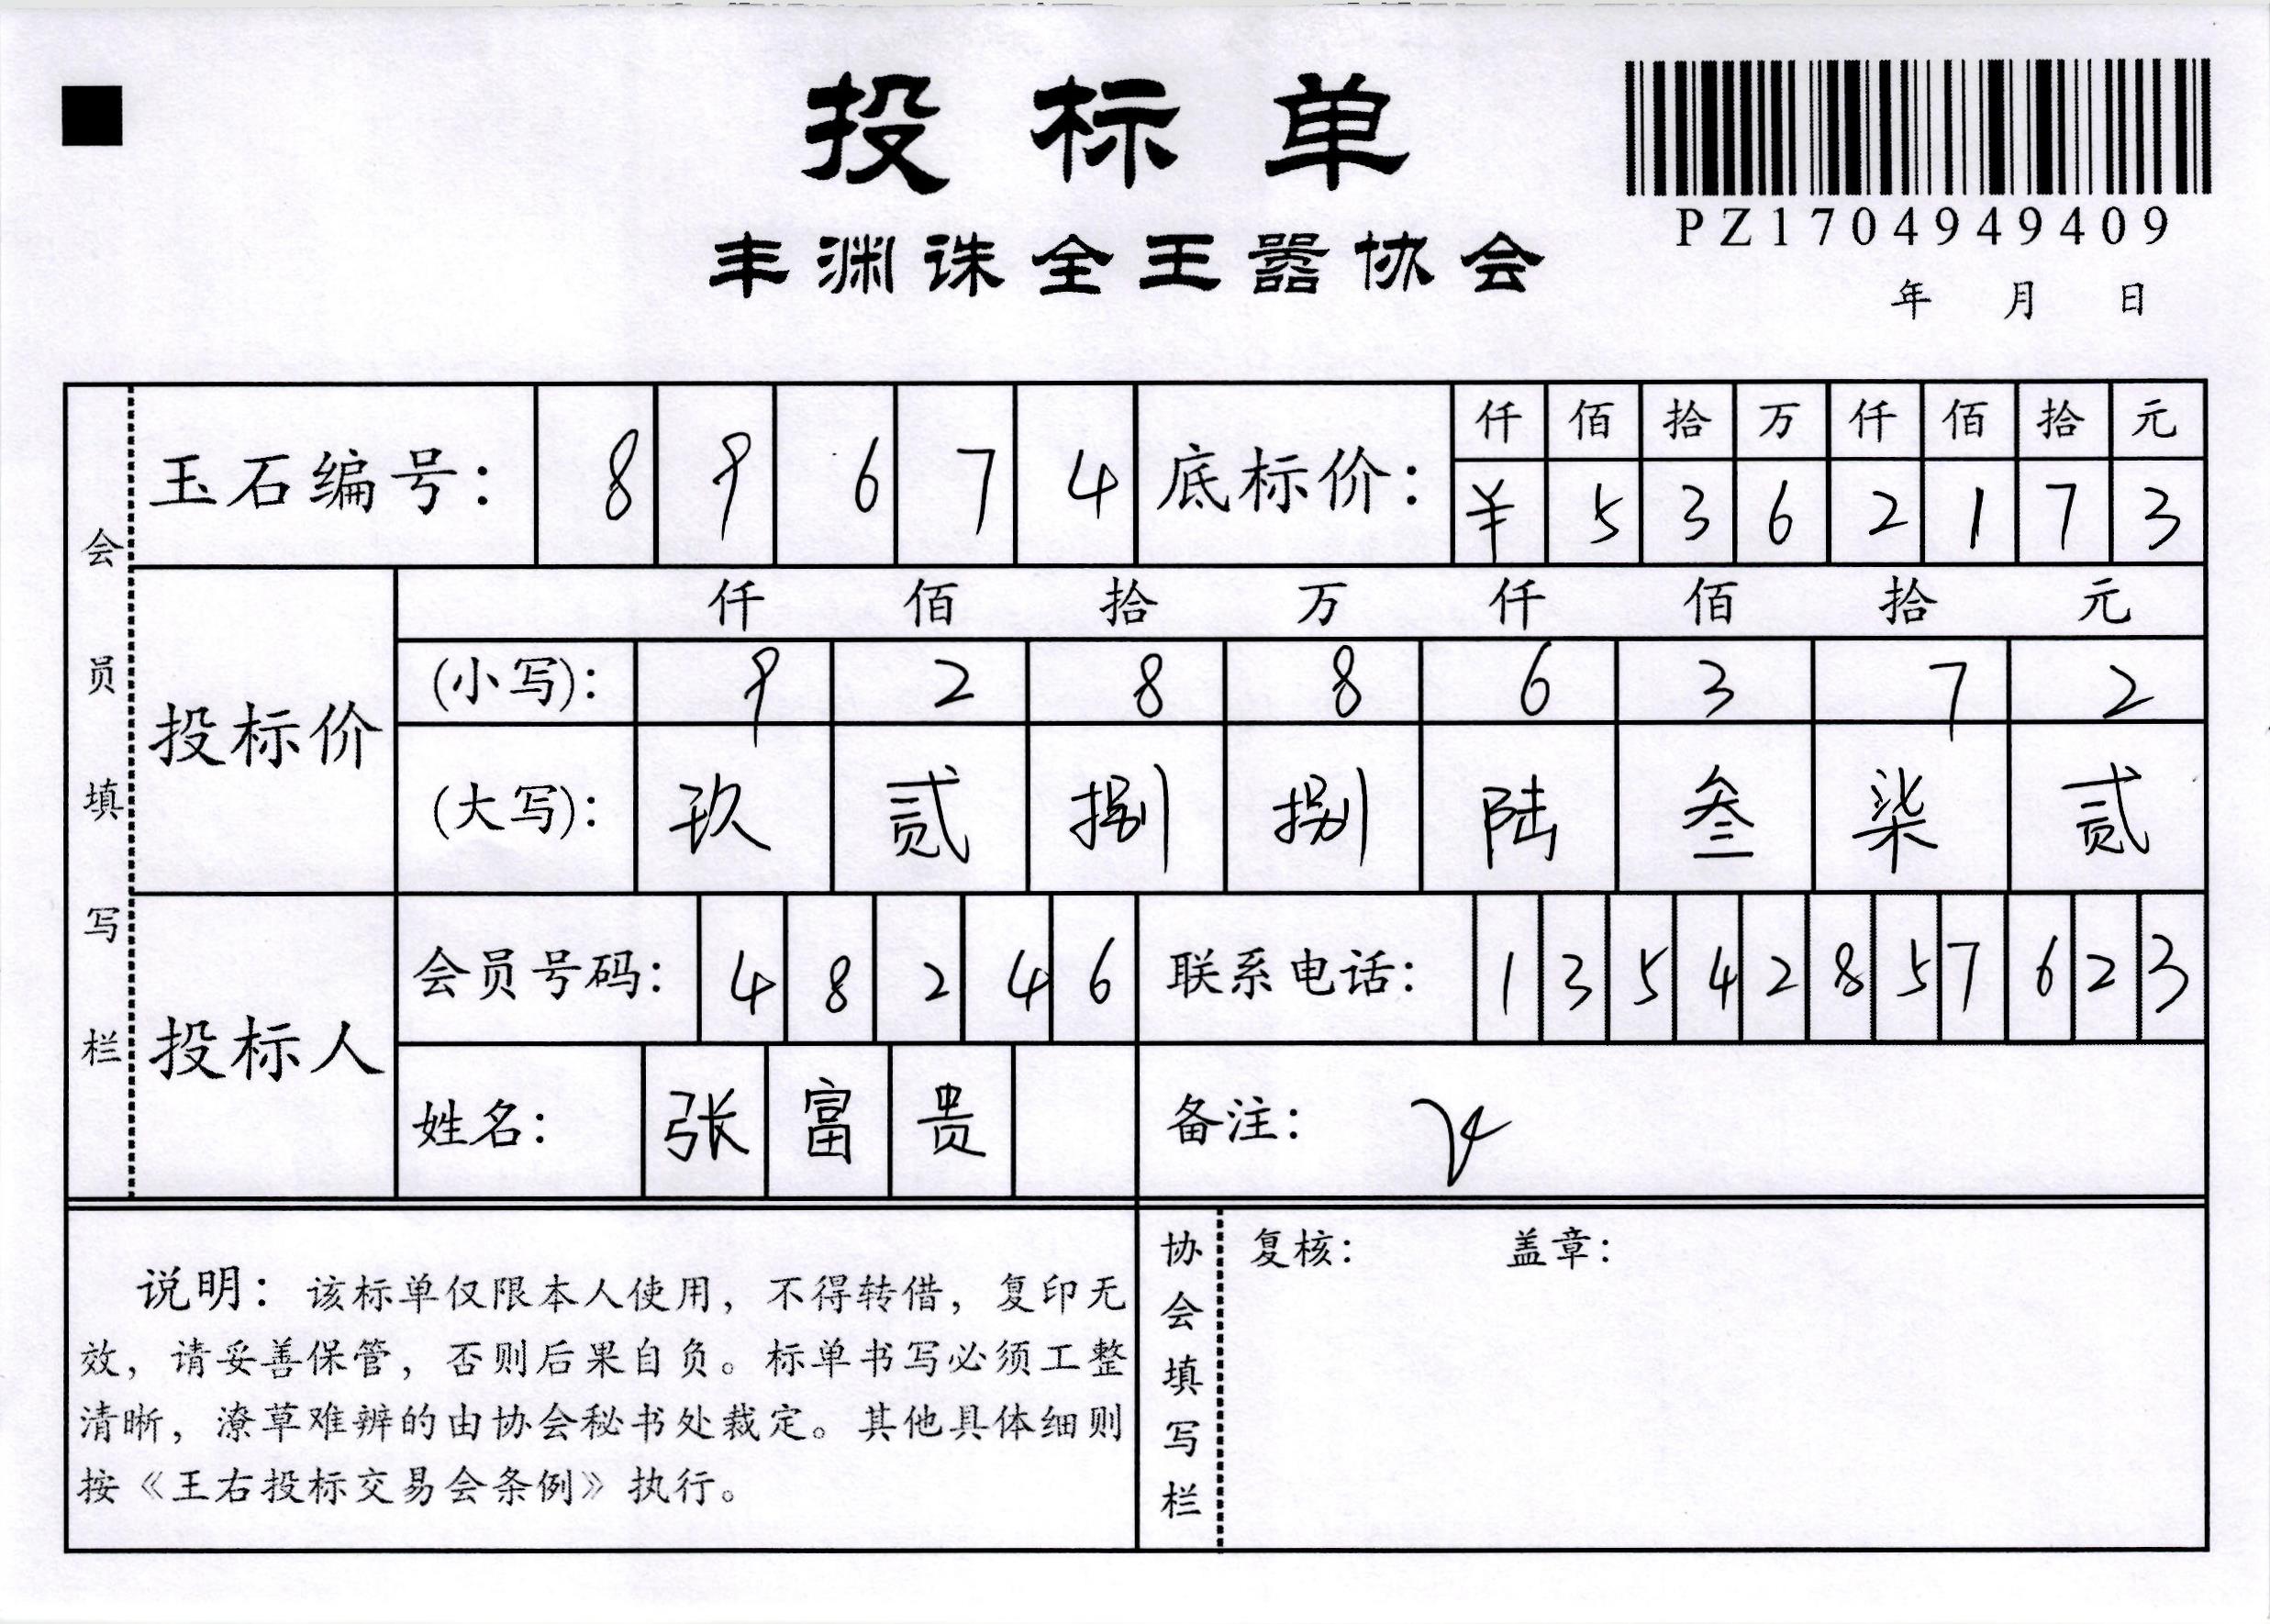 投标单
PZ1704949409
丰渊诛全王嚣协会
年 月 日
会员填写栏
玉石编号： 8 9 6 7 4
底标价： 仟 佰 拾 万 仟 佰 拾 元
¥ 5 3 6 2 1 7 3
投标价
仟 佰 拾 万 仟 佰 拾 元
(小写)： 9 2 8 8 6 3 7 2
(大写)： 玖 贰 捌 捌 陆 叁 柒 贰
投标人
会员号码： 4 8 2 4 6
联系电话： 1 3 5 4 2 8 5 7 6 2 3
姓名： 张 富 贵
备注：
说明：该标单仅限本人使用，不得转借，复印无
效，请妥善保管，否则后果自负。标单书写必须工整
清晰，潦草难辨的由协会秘书处裁定。其他具体细则
按《王右投标交易会条例》执行。
协会填写栏
复核： 盖章：